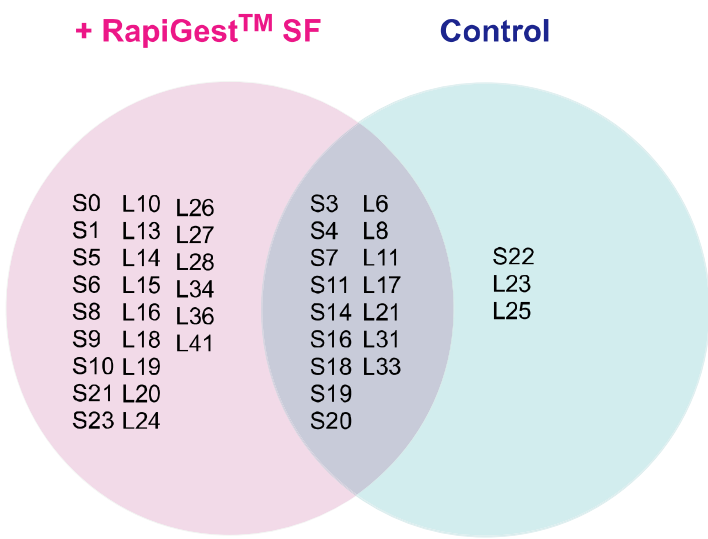 + RapiGest™ SF
Control
S0 L10 L26
S1 L13 L27
S5 L14 L28
S6 L15 L34
S8 L16 L36
S9 L18 L41
S10 L19
S21 L20
S23 L24
S3 L6
S4 L8
S7 L11
S11 L17
S14 L21
S16 L31
S18 L33
S19
S20
S22
L23
L25